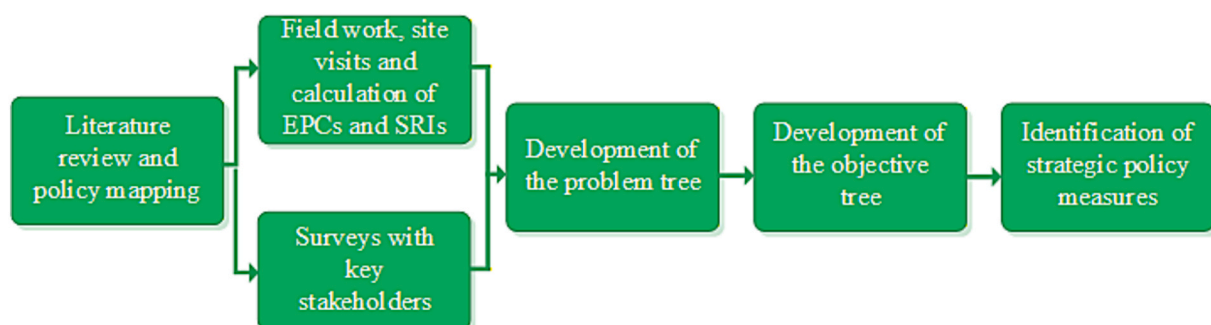 Literature
review and
policy mapping
Field work, site
visits and
calculation of
EPCs and SRIs
Surveys with
key
stakeholders
Development of
the problem tree
Development of
the objective
tree
Identification of
strategic policy
measures